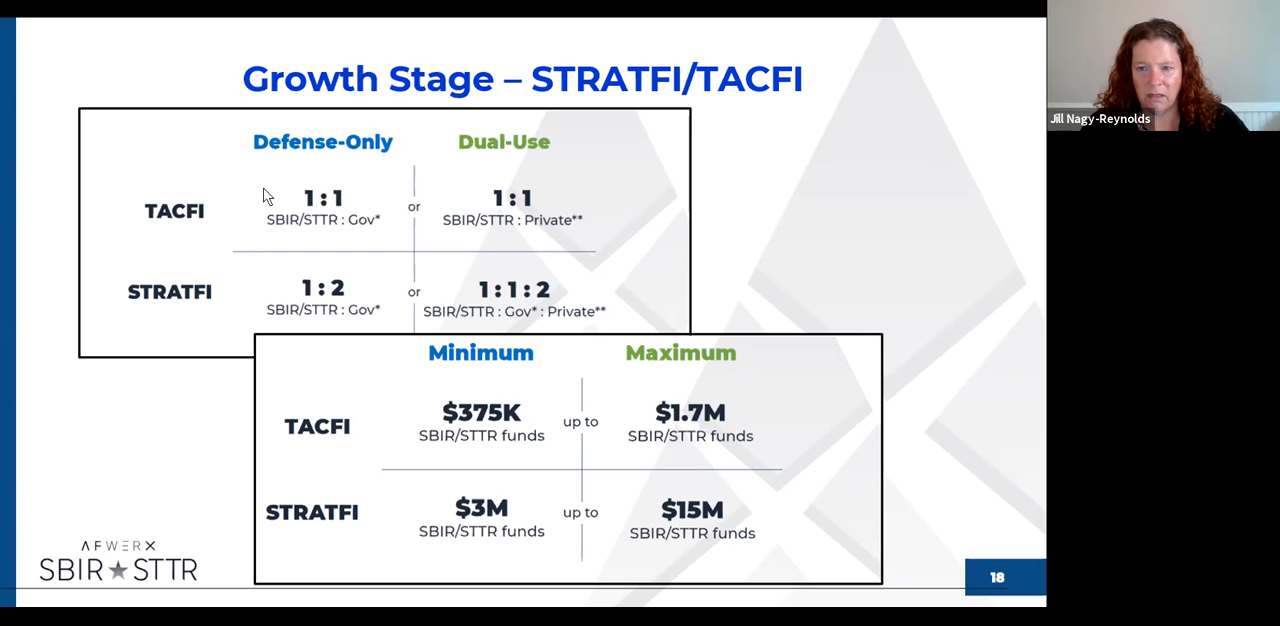 Growth Stage – STRATFI/TACFI
Defense-Only Dual-Use
TACFI 1 : 1 or 1 : 1
SBIR/STTR : Gov* SBIR/STTR : Private**
STRATFI 1 : 2 or 1 : 1 : 2
SBIR/STTR : Gov* SBIR/STTR : Gov* : Private**
Minimum Maximum
TACFI $375K up to $1.7M
SBIR/STTR funds SBIR/STTR funds
STRATFI $3M up to $15M
SBIR/STTR funds SBIR/STTR funds
AFWERX
SBIR STTR
18
Jill Nagy-Reynolds